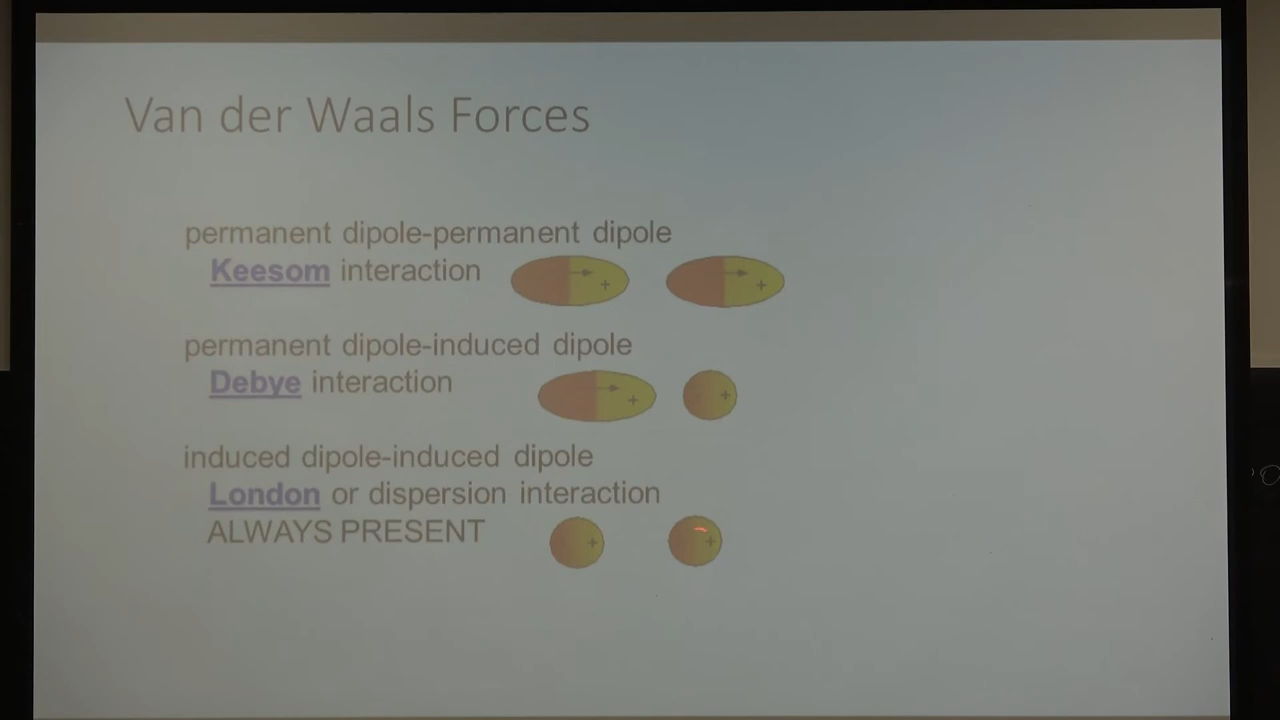 Van der Waals Forces
permanent dipole-permanent dipole
Keesom interaction
+ +
permanent dipole-induced dipole
Debye interaction
+ +
induced dipole-induced dipole
London or dispersion interaction
ALWAYS PRESENT
+ +